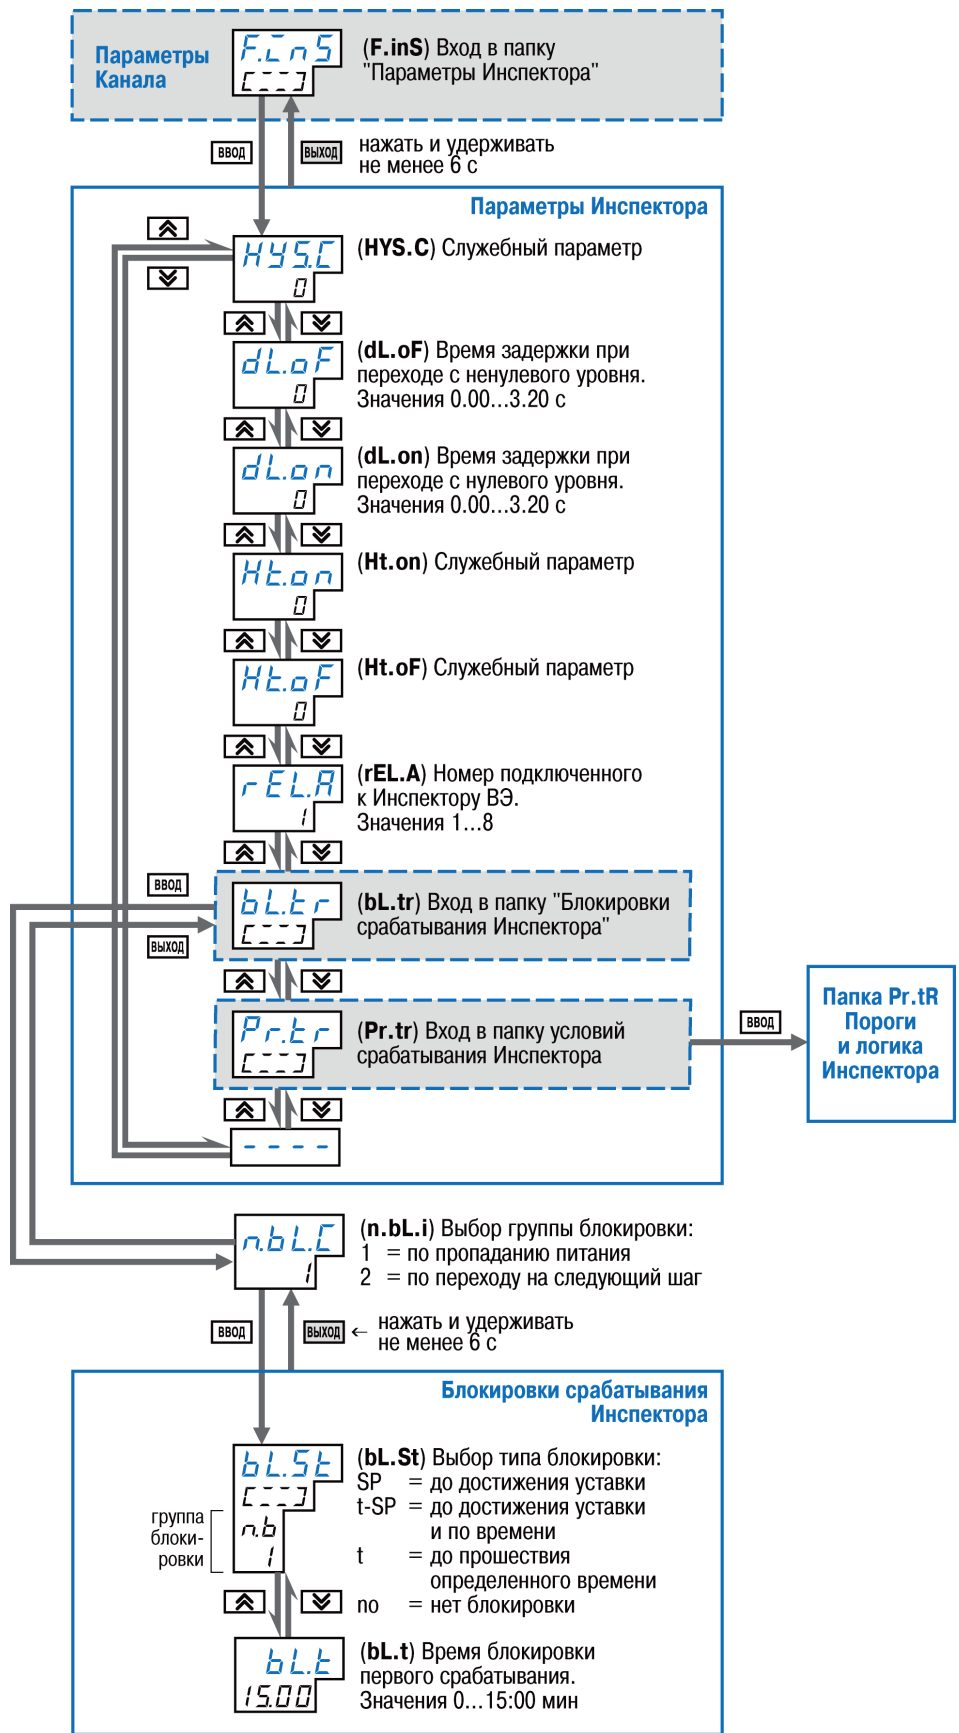 Параметры
Канала
F.inS
[---]
(F.inS) Вход в папку
"Параметры Инспектора"
ВВОД
ВЫХОД
нажать и удерживать
не менее 6 с
Параметры Инспектора
HYS.C
0
(HYS.C) Служебный параметр
dL.oF
0
(dL.oF) Время задержки при
переходе с ненулевого уровня.
Значения 0.00...3.20 с
dL.on
0
(dL.on) Время задержки при
переходе с нулевого уровня.
Значения 0.00...3.20 с
Ht.on
0
(Ht.on) Служебный параметр
Ht.oF
0
(Ht.oF) Служебный параметр
rEL.A
1
(rEL.A) Номер подключенного
к Инспектору ВЭ.
Значения 1...8
ВВОД
ВЫХОД
bL.tr
[---]
(bL.tr) Вход в папку "Блокировки
срабатывания Инспектора"
Pr.tr
[---]
(Pr.tr) Вход в папку условий
срабатывания Инспектора
ВВОД
Папка Pr.tR
Пороги
и логика
Инспектора
- - - -
n.bL.C
1
(n.bL.i) Выбор группы блокировки:
1 = по пропаданию питания
2 = по переходу на следующий шаг
ВВОД
ВЫХОД
← нажать и удерживать
не менее 6 с
Блокировки срабатывания
Инспектора
bL.St
[---]
n.b
1
группа
блоки-
ровки
(bL.St) Выбор типа блокировки:
SP = до достижения уставки
t-SP = до достижения уставки
и по времени
t = до прошествия
определенного времени
no = нет блокировки
bL.t
15.00
(bL.t) Время блокировки
первого срабатывания.
Значения 0...15:00 мин